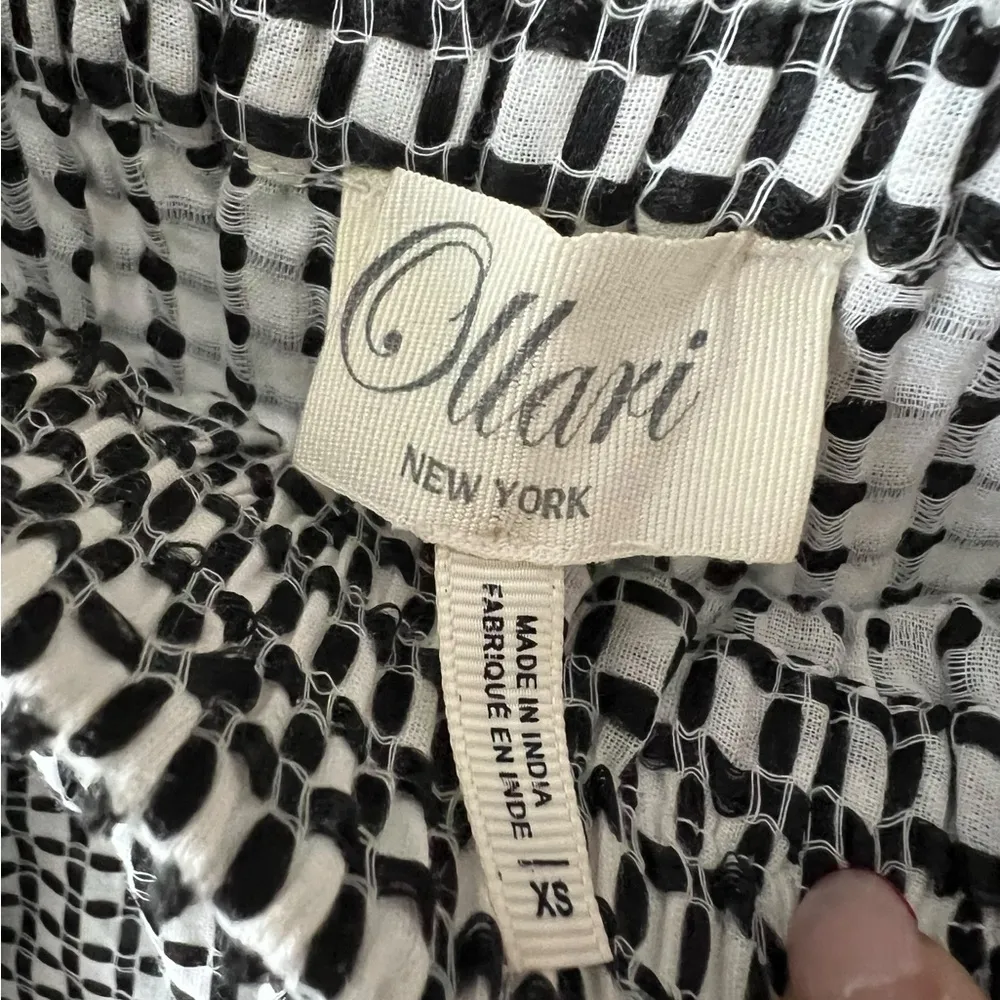 Ollari
NEW YORK
MADE IN INDIA
FABRIQUÉ EN INDE
XS